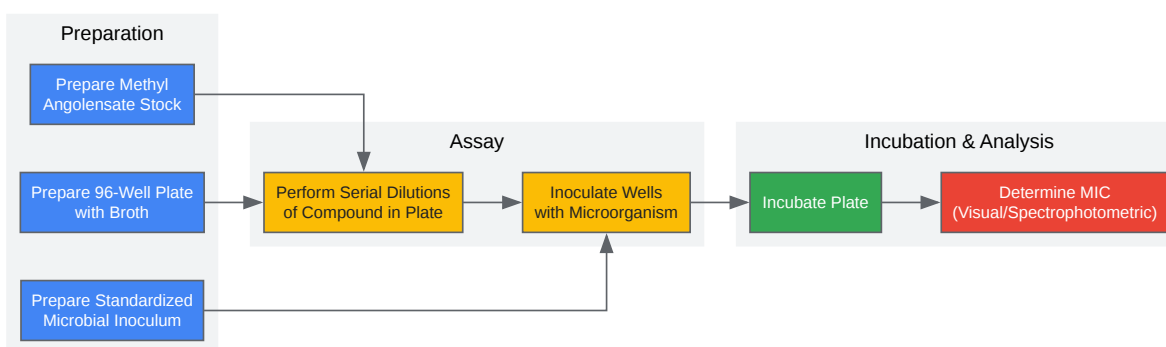 Preparation
Prepare Methyl
Angolensate Stock
Prepare 96-Well Plate
with Broth
Prepare Standardized
Microbial Inoculum
Assay
Perform Serial Dilutions
of Compound in Plate
Inoculate Wells
with Microorganism
Incubation & Analysis
Incubate Plate
Determine MIC
(Visual/Spectrophotometric)